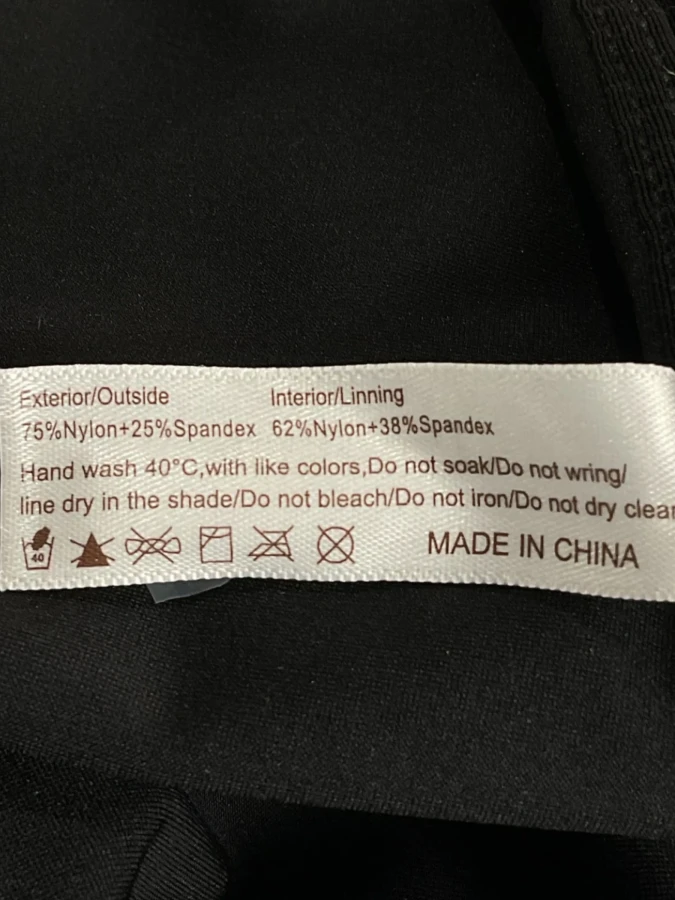 Exterior/Outside Interior/Linning
75%Nylon+25%Spandex 62%Nylon+38%Spandex
Hand wash 40°C,with like colors,Do not soak/Do not wring/
line dry in the shade/Do not bleach/Do not iron/Do not dry clean
40
MADE IN CHINA